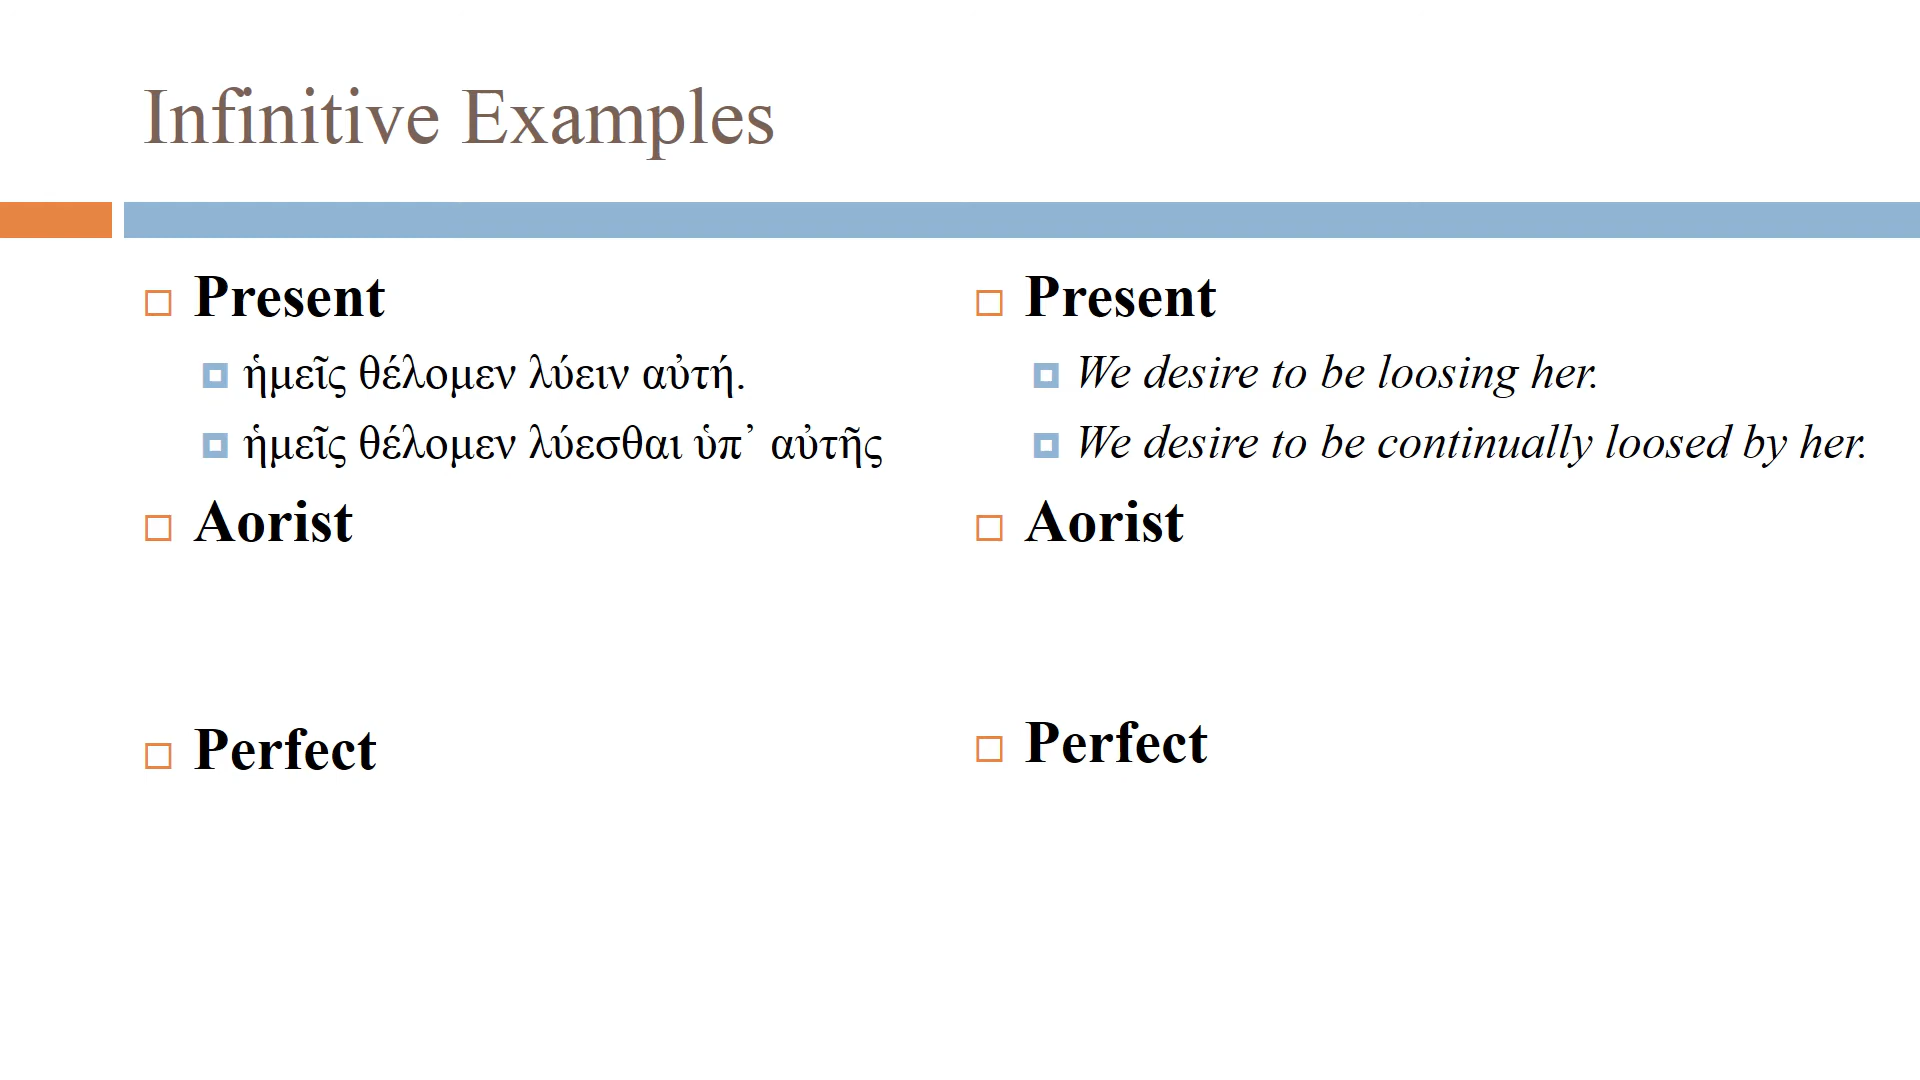 Infinitive Examples
Present
ἡμεῖς θέλομεν λύειν αὐτή.
ἡμεῖς θέλομεν λύεσθαι ὑπ᾽ αὐτῆς
Aorist
Perfect
Present
We desire to be loosing her.
We desire to be continually loosed by her.
Aorist
Perfect